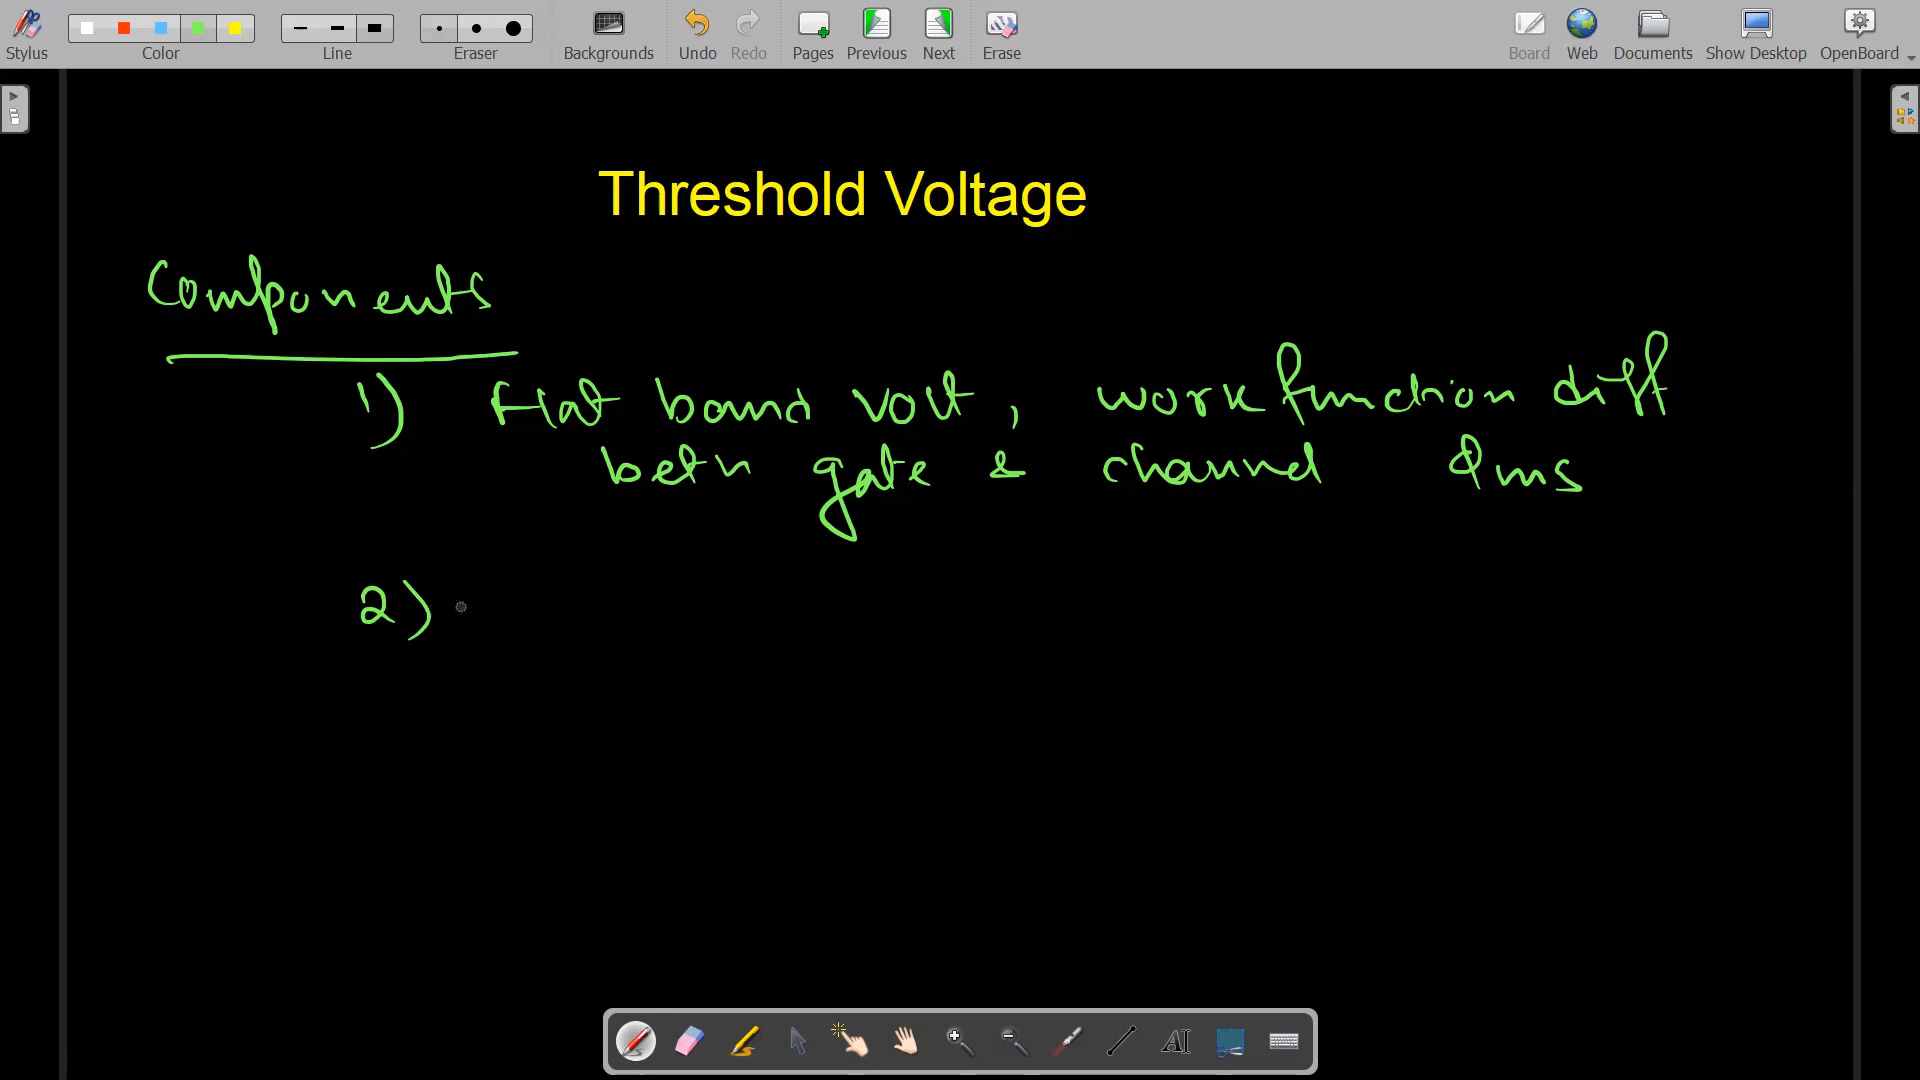 Stylus Color Line Eraser Backgrounds Undo Redo Pages Previous Next Erase Board Web Documents Show Desktop OpenBoard
Threshold Voltage
Components
1) Flat band volt, work function diff
betn gate & channel Φms
2)